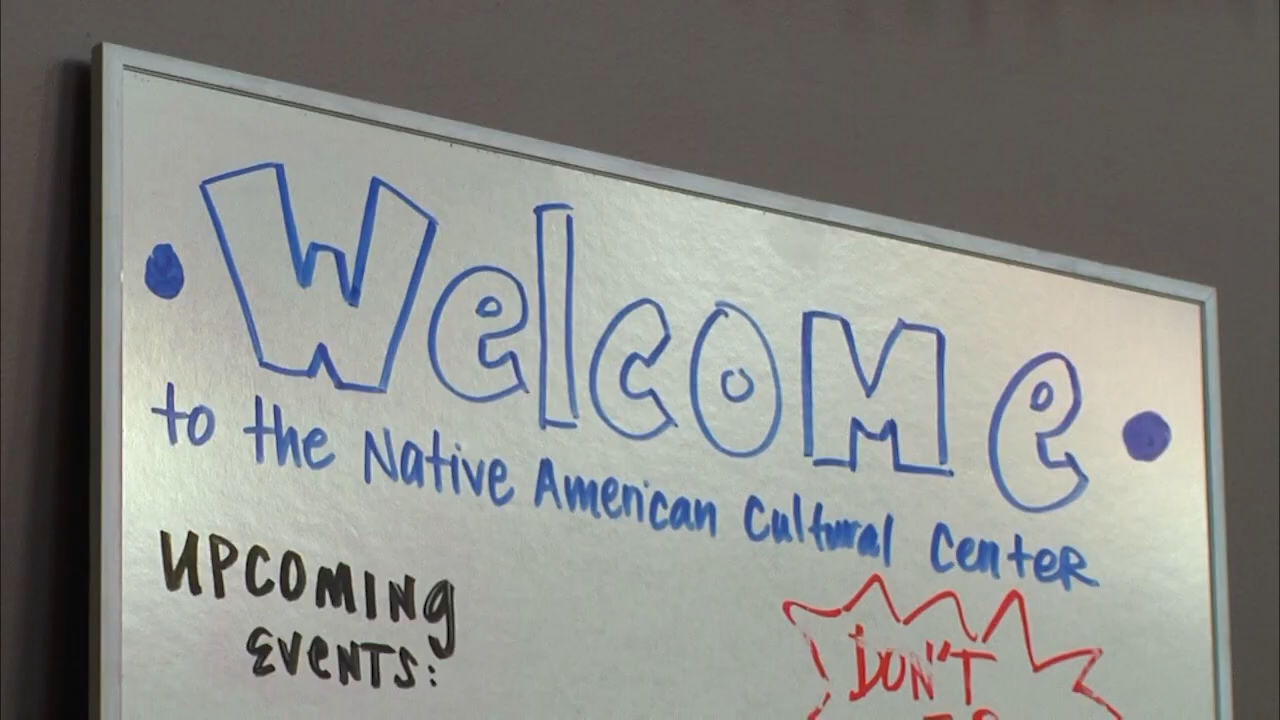 Welcome
to the Native American Cultural Center
UPCOMING
EVENTS:
DON'T